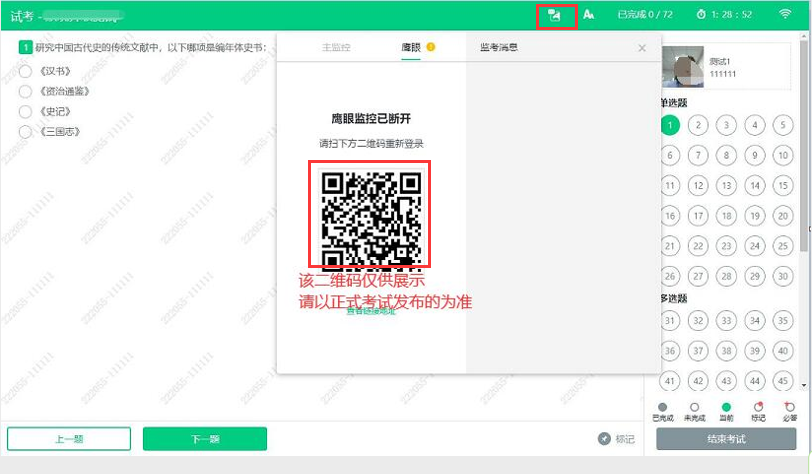 试考 -
已完成 0 / 72
1: 28 : 52
1 研究中国古代史的传统文献中，以下哪项是编年体史书：
《汉书》
《资治通鉴》
《史记》
《三国志》
主监控
鹰眼
监考消息
鹰眼监控已断开
请扫下方二维码重新登录
该二维码仅供展示
请以正式考试发布的为准
查看链接地址
测试1
111111
单选题
1 2 3 4 5
6 7 8 9 10
11 12 13 14 15
16 17 18 19 20
21 22 23 24 25
26 27 28 29 30
多选题
31 32 33 34 35
36 37 38 39 40
41 42 43 44 45
已完成 未完成 当前 标记 必答
上一题
下一题
标记
结束考试
222055-111111